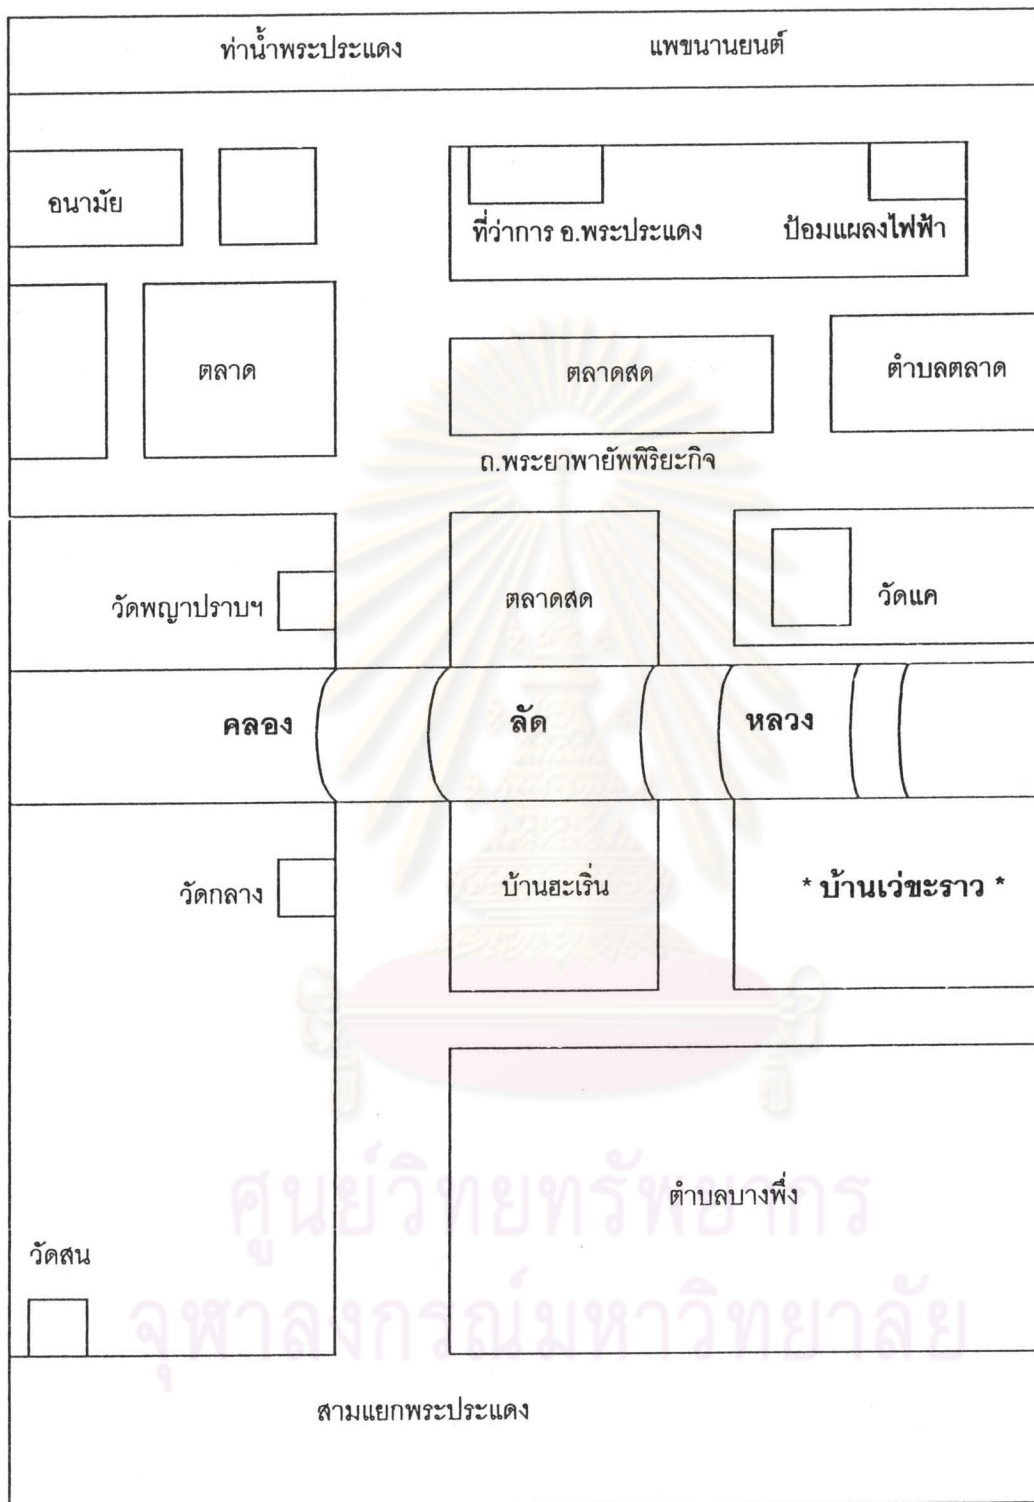 ท่าน้ำพระประแดง แพขนานยนต์
อนามัย
ที่ว่าการ อ.พระประแดง ป้อมแผลงไฟฟ้า
ตลาด ตลาดสด ตำบลตลาด
ถ.พระยาพายัพพิริยะกิจ
วัดพญาปราบฯ ตลาดสด วัดแค
คลอง ลัด หลวง
วัดกลาง บ้านฮะเริ่น * บ้านเว่ขะราว *
ตำบลบางพึ่ง
ศูนย์วิทยทรัพยากร
วัดสน
จุฬาลงกรณ์มหาวิทยาลัย
สามแยกพระประแดง